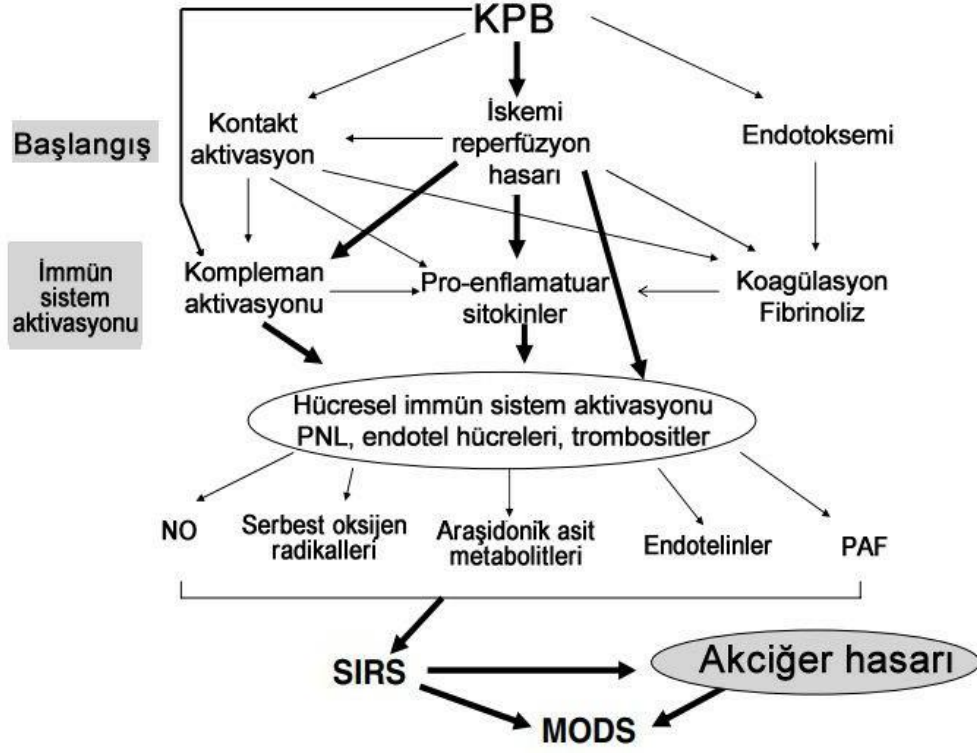 KPB
Başlangış
Kontakt
aktivasyon
İskemi
reperfüzyon
hasarı
Endotoksemi
İmmün
sistem
aktivasyonu
Kompleman
aktivasyonu
Pro-enflamatuar
sitokinler
Koagülasyon
Fibrinoliz
Hücresel immün sistem aktivasyonu
PNL, endotel hücreleri, trombositler
NO
Serbest oksijen
radikalleri
Araşidonik asit
metabolitleri
Endotelinler
PAF
SIRS
Akciğer hasarı
MODS